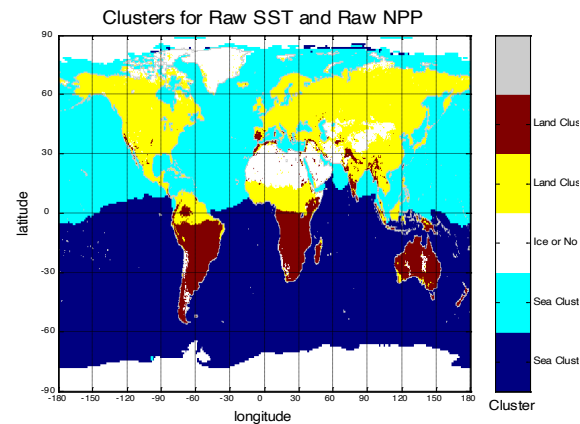 Clusters for Raw SST and Raw NPP
90
60
30
0
-30
-60
-90
latitude
-180 -150 -120 -90 -60 -30 0 30 60 90 120 150 180
longitude
Land Clus
Land Clus
Ice or No
Sea Clust
Sea Clust
Cluster